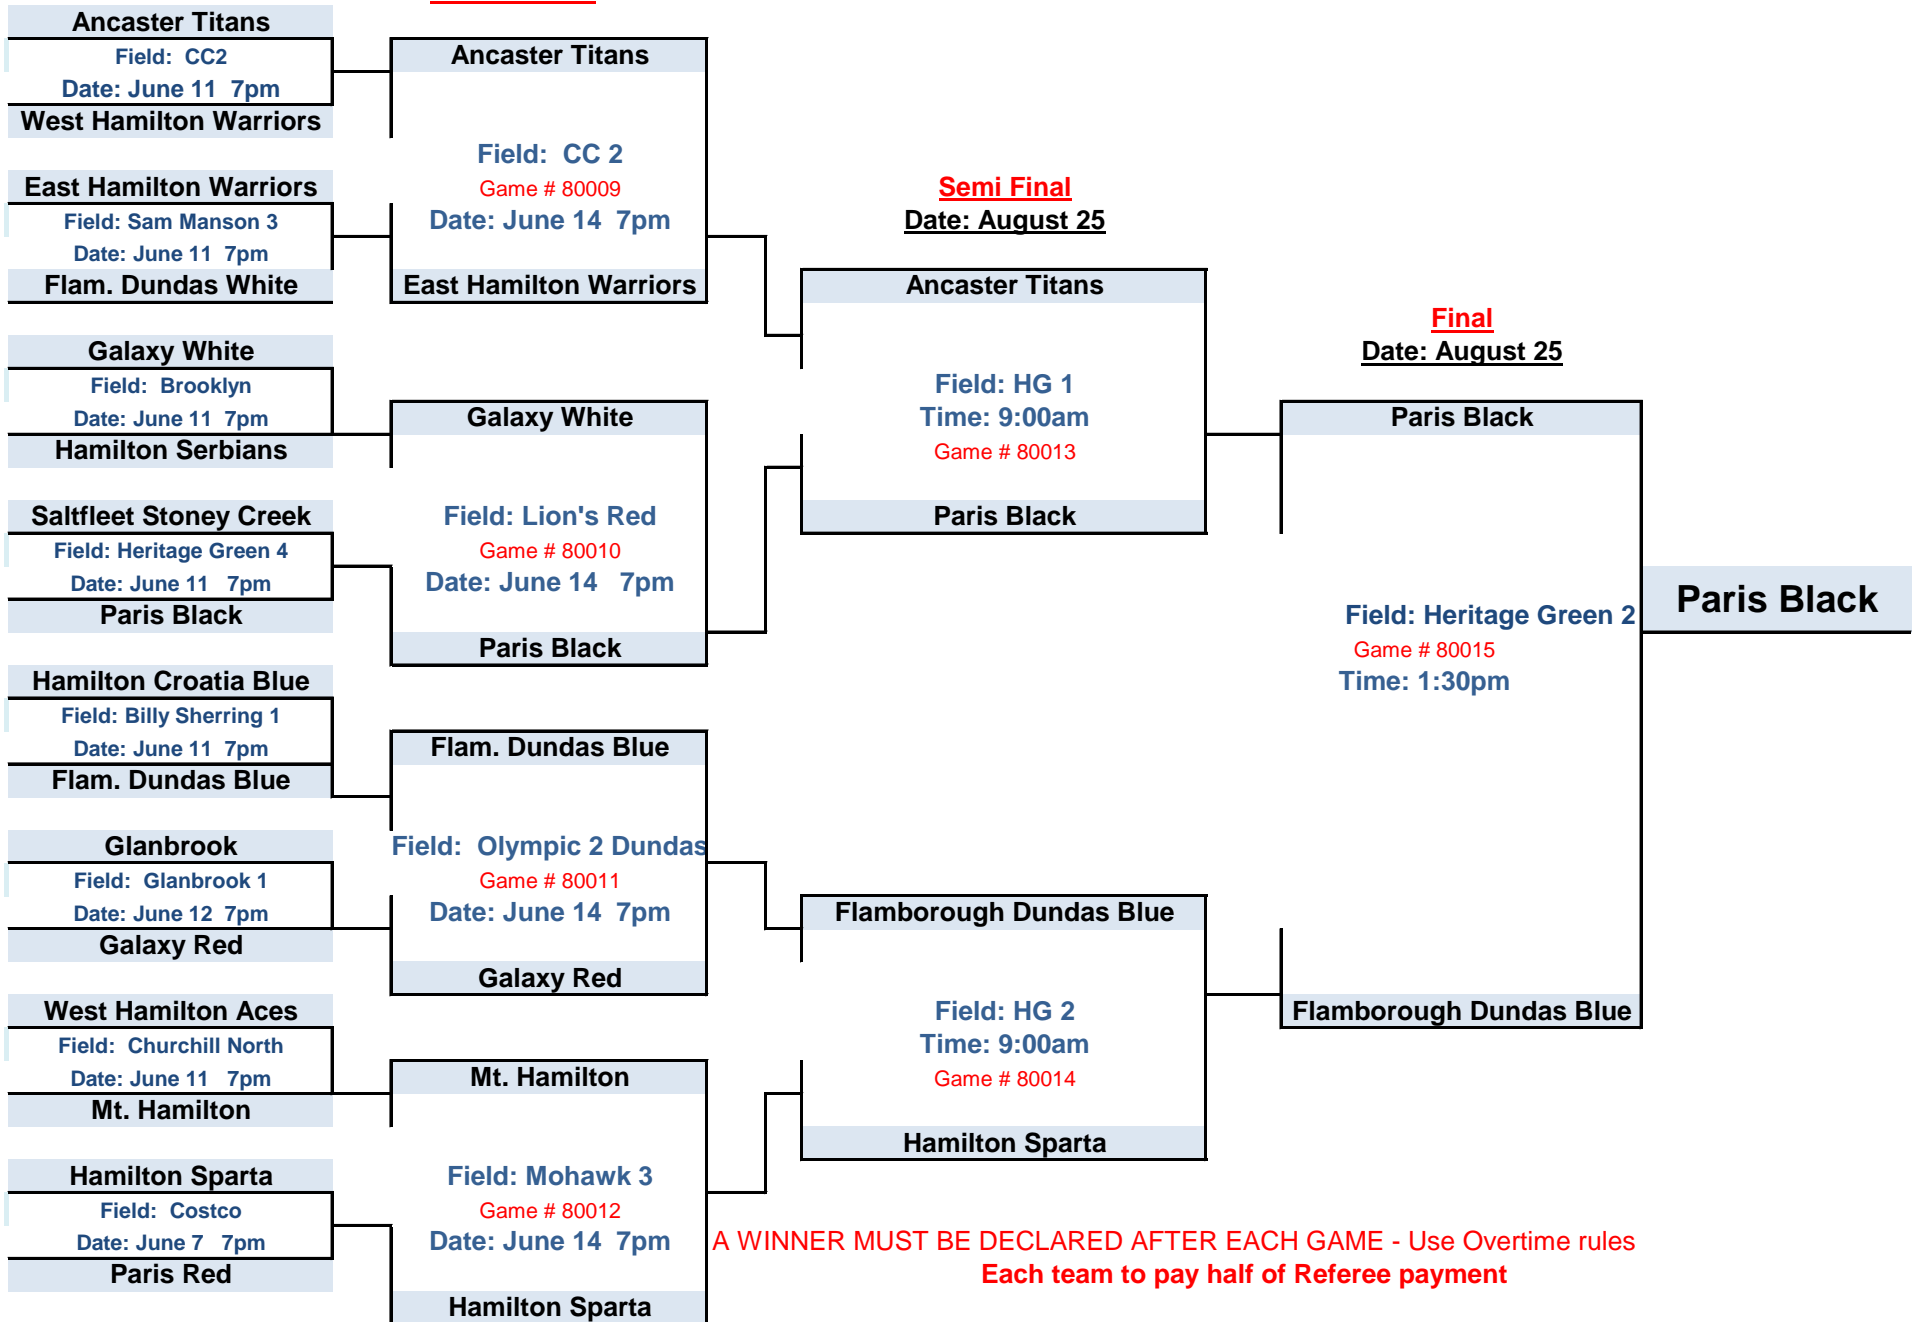 Ancaster Titans
Field: CC2
Date: June 11 7pm
West Hamilton Warriors
East Hamilton Warriors
Field: Sam Manson 3
Date: June 11 7pm
Flam. Dundas White
Galaxy White
Field: Brooklyn
Date: June 11 7pm
Hamilton Serbians
Saltfleet Stoney Creek
Field: Heritage Green 4
Date: June 11 7pm
Paris Black
Hamilton Croatia Blue
Field: Billy Sherring 1
Date: June 11 7pm
Flam. Dundas Blue
Glanbrook
Field: Glanbrook 1
Date: June 12 7pm
Galaxy Red
West Hamilton Aces
Field: Churchill North
Date: June 11 7pm
Mt. Hamilton
Hamilton Sparta
Field: Costco
Date: June 7 7pm
Paris Red
Ancaster Titans
Field: CC 2
Game # 80009
Date: June 14 7pm
East Hamilton Warriors
Galaxy White
Field: Lion's Red
Game # 80010
Date: June 14 7pm
Paris Black
Flam. Dundas Blue
Field: Olympic 2 Dundas
Game # 80011
Date: June 14 7pm
Galaxy Red
Mt. Hamilton
Field: Mohawk 3
Game # 80012
Date: June 14 7pm
Hamilton Sparta
Semi Final
Date: August 25
Ancaster Titans
Field: HG 1
Time: 9:00am
Game # 80013
Paris Black
Flamborough Dundas Blue
Field: HG 2
Time: 9:00am
Game # 80014
Hamilton Sparta
Final
Date: August 25
Paris Black
Field: Heritage Green 2
Game # 80015
Time: 1:30pm
Flamborough Dundas Blue
Paris Black
A WINNER MUST BE DECLARED AFTER EACH GAME - Use Overtime rules
Each team to pay half of Referee payment